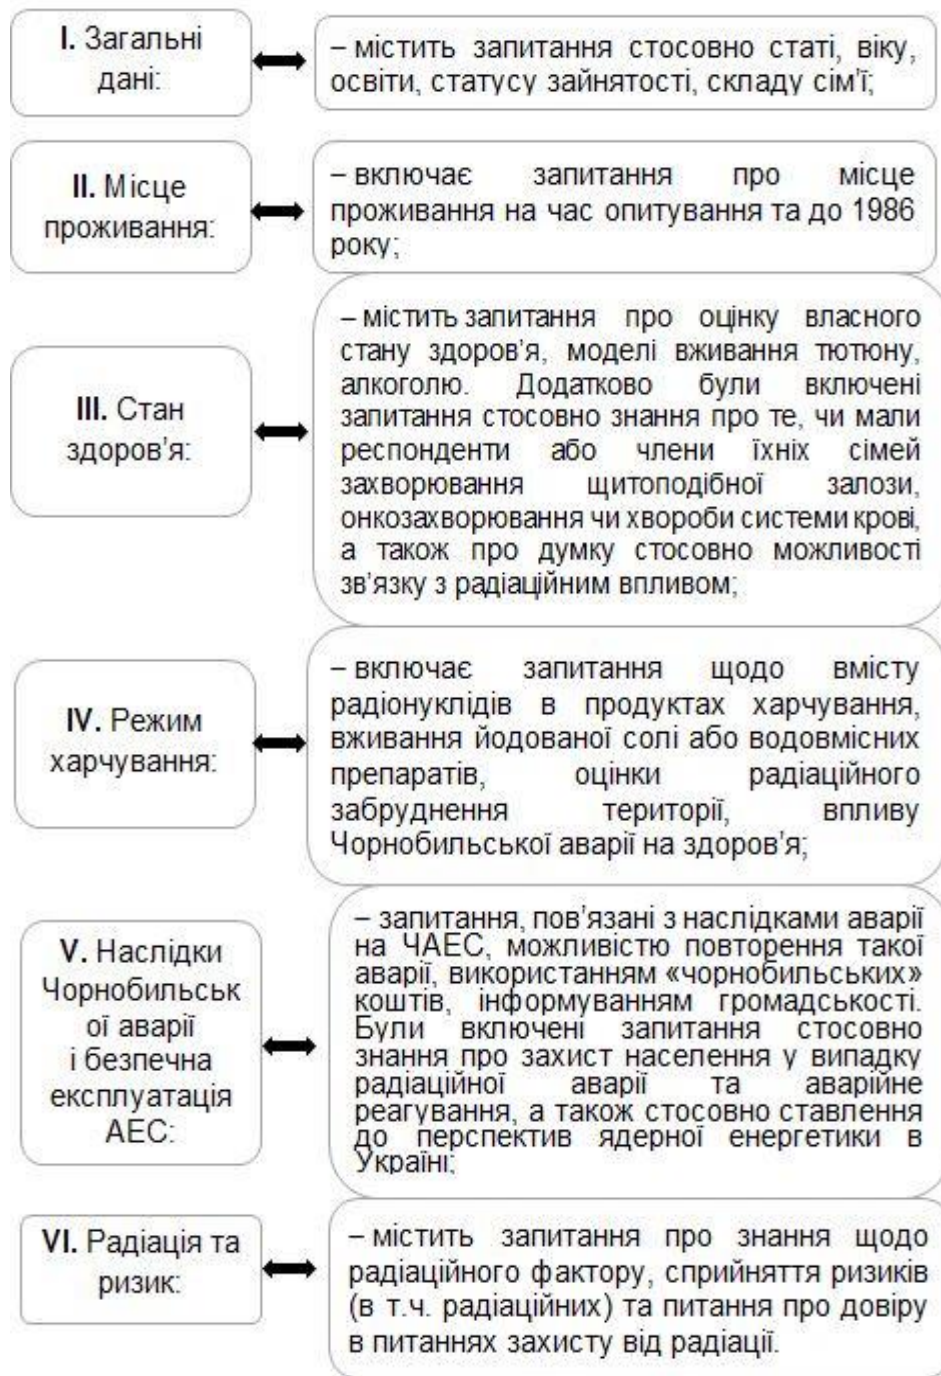 I. Загальні
дані:
– містить запитання стосовно статі, віку,
освіти, статусу зайнятості, складу сім'ї;
II. Місце
проживання:
– включає запитання про місце
проживання на час опитування та до 1986
року;
III. Стан
здоров'я:
– містить запитання про оцінку власного
стану здоров'я, моделі вживання тютюну,
алкоголю. Додатково були включені
запитання стосовно знання про те, чи мали
респонденти або члени їхніх сімей
захворювання щитоподібної залози,
онкозахворювання чи хвороби системи крові,
а також про думку стосовно можливості
зв'язку з радіаційним впливом;
IV. Режим
харчування:
– включає запитання щодо вмісту
радіонуклідів в продуктах харчування,
вживання йодованої солі або водовмісних
препаратів, оцінки радіаційного
забруднення території, впливу
Чорнобильської аварії на здоров'я;
V. Наслідки
Чорнобильськ
ої аварії
і безпечна
експлуатація
АЕС:
– запитання, пов'язані з наслідками аварії
на ЧАЕС, можливістю повторення такої
аварії, використанням «чорнобильських»
коштів, інформуванням громадськості.
Були включені запитання стосовно
знання про захист населення у випадку
радіаційної аварії та аварійне
реагування, а також стосовно ставлення
до перспектив ядерної енергетики в
Україні;
VI. Радіація та
ризик:
– містить запитання про знання щодо
радіаційного фактору, сприйняття ризиків
(в т.ч. радіаційних) та питання про довіру
в питаннях захисту від радіації.